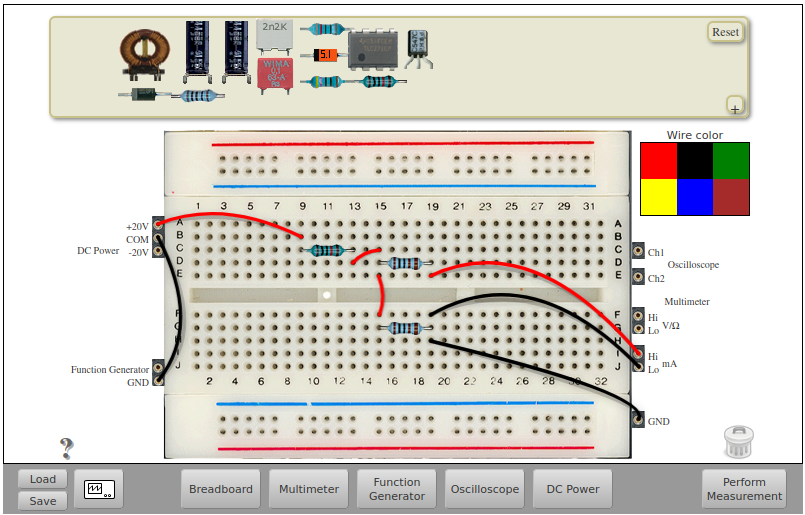 2n2K
Reset
5.1
WIMA
0,1
63-A
+
Wire color
1 3 5 7 9 11 13 15 17 19 21 23 25 27 29 31
+20V
COM
DC Power
-20V
A
B
C
D
E
A
B
C
D
E
Ch1
Oscilloscope
Ch2
Multimeter
Hi
Lo
V/Ω
Hi
Lo
mA
F
G
H
I
J
F
G
H
I
J
Function Generator
GND
2 4 6 8 10 12 14 16 18 20 22 24 26 28 30 32
GND
?
Load
Save
Breadboard
Multimeter
Function
Generator
Oscilloscope
DC Power
Perform
Measurement